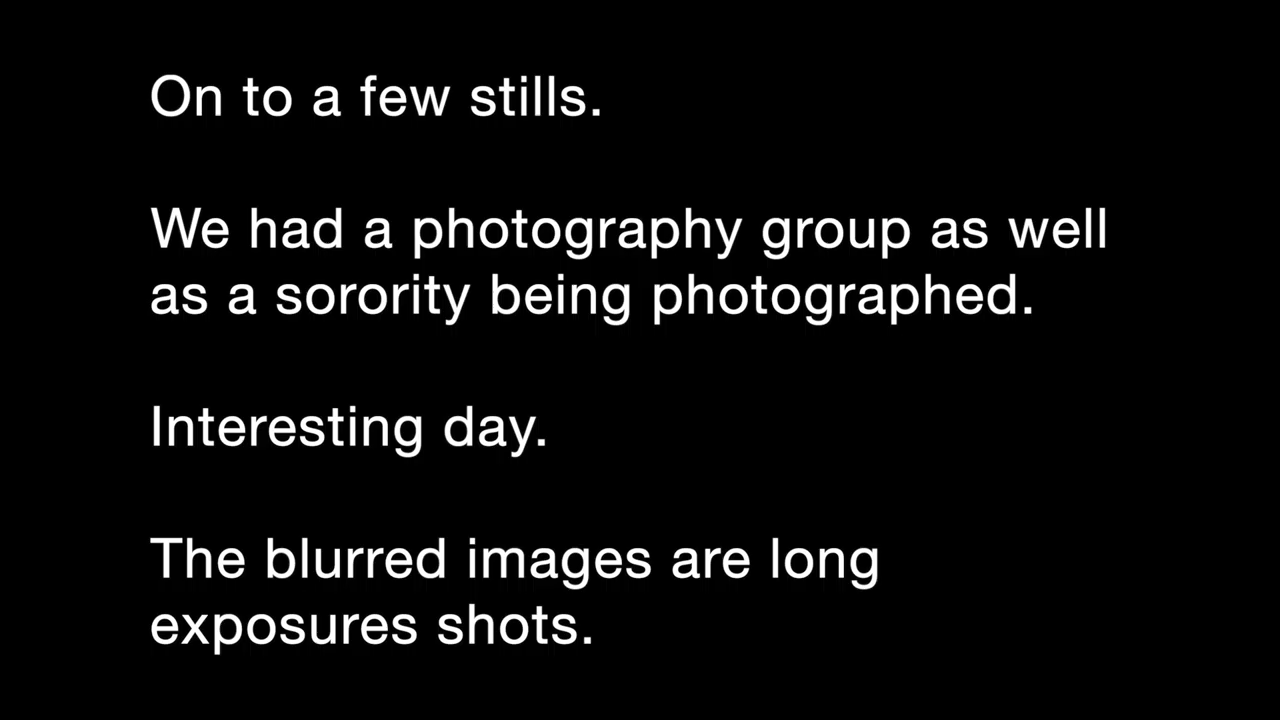 On to a few stills.
We had a photography group as well
as a sorority being photographed.
Interesting day.
The blurred images are long
exposures shots.